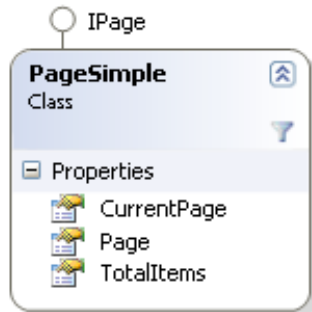 IPage
PageSimple
Class
Properties
CurrentPage
Page
TotalItems